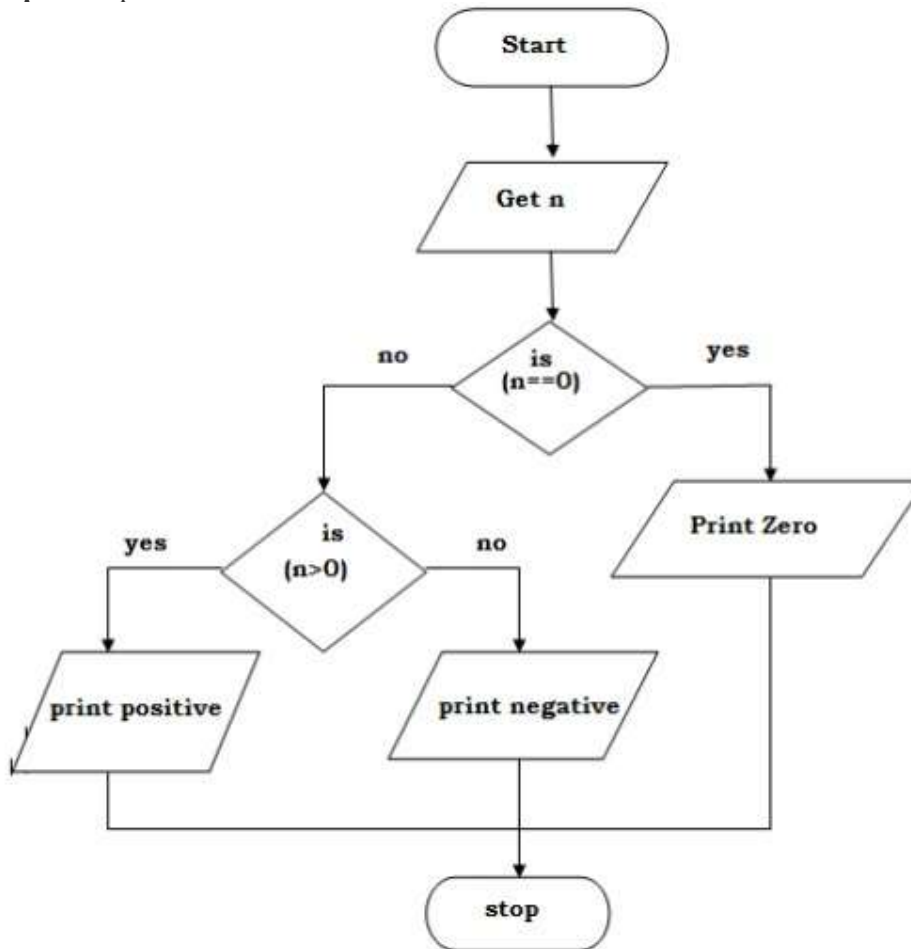 Start
Get n
no
yes
is
(n==0)
Print Zero
yes
is
(n>0)
no
print positive
print negative
stop